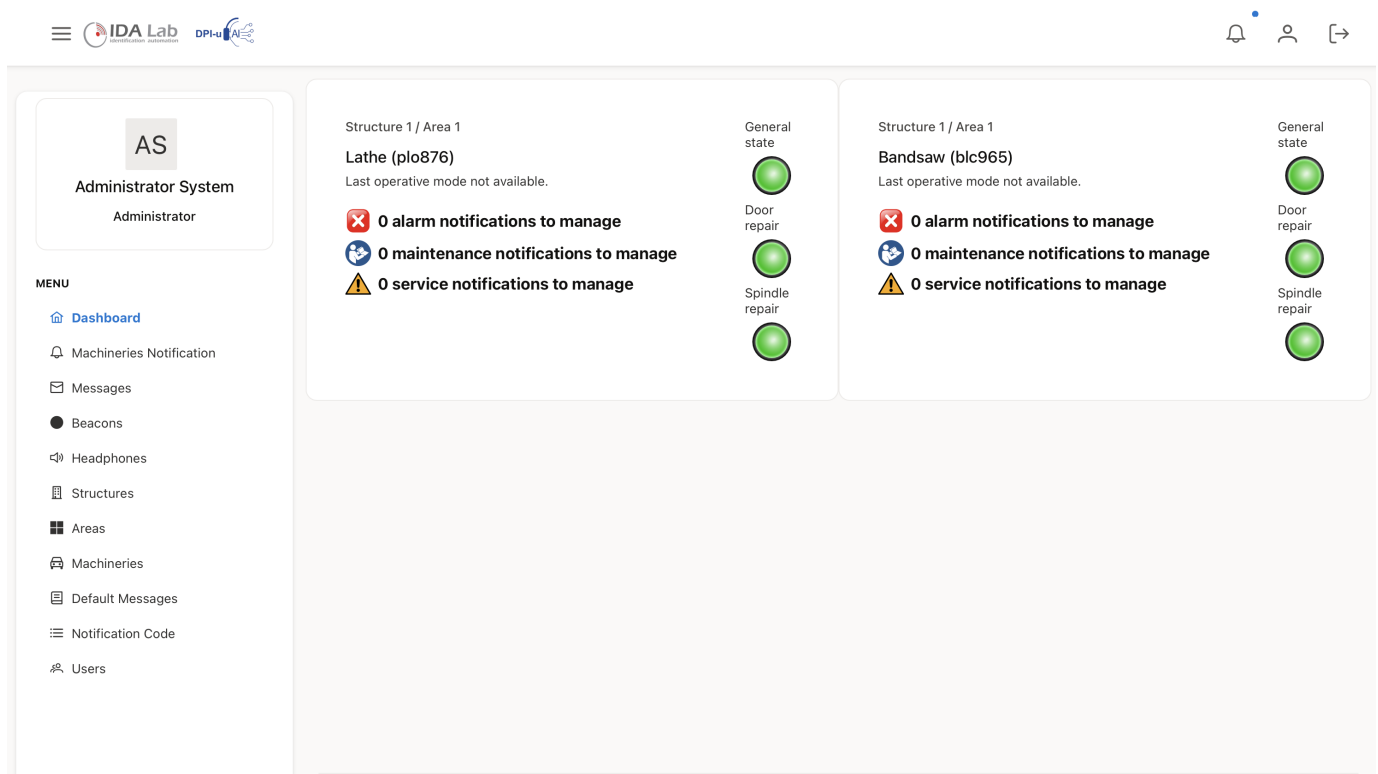 IDA Lab
identification automation
DPI-u AI
AS
Administrator System
Administrator
MENU
Dashboard
Machineries Notification
Messages
Beacons
Headphones
Structures
Areas
Machineries
Default Messages
Notification Code
Users
Structure 1 / Area 1
Lathe (plo876)
Last operative mode not available.
0 alarm notifications to manage
0 maintenance notifications to manage
0 service notifications to manage
General
state
Door
repair
Spindle
repair
Structure 1 / Area 1
Bandsaw (blc965)
Last operative mode not available.
0 alarm notifications to manage
0 maintenance notifications to manage
0 service notifications to manage
General
state
Door
repair
Spindle
repair